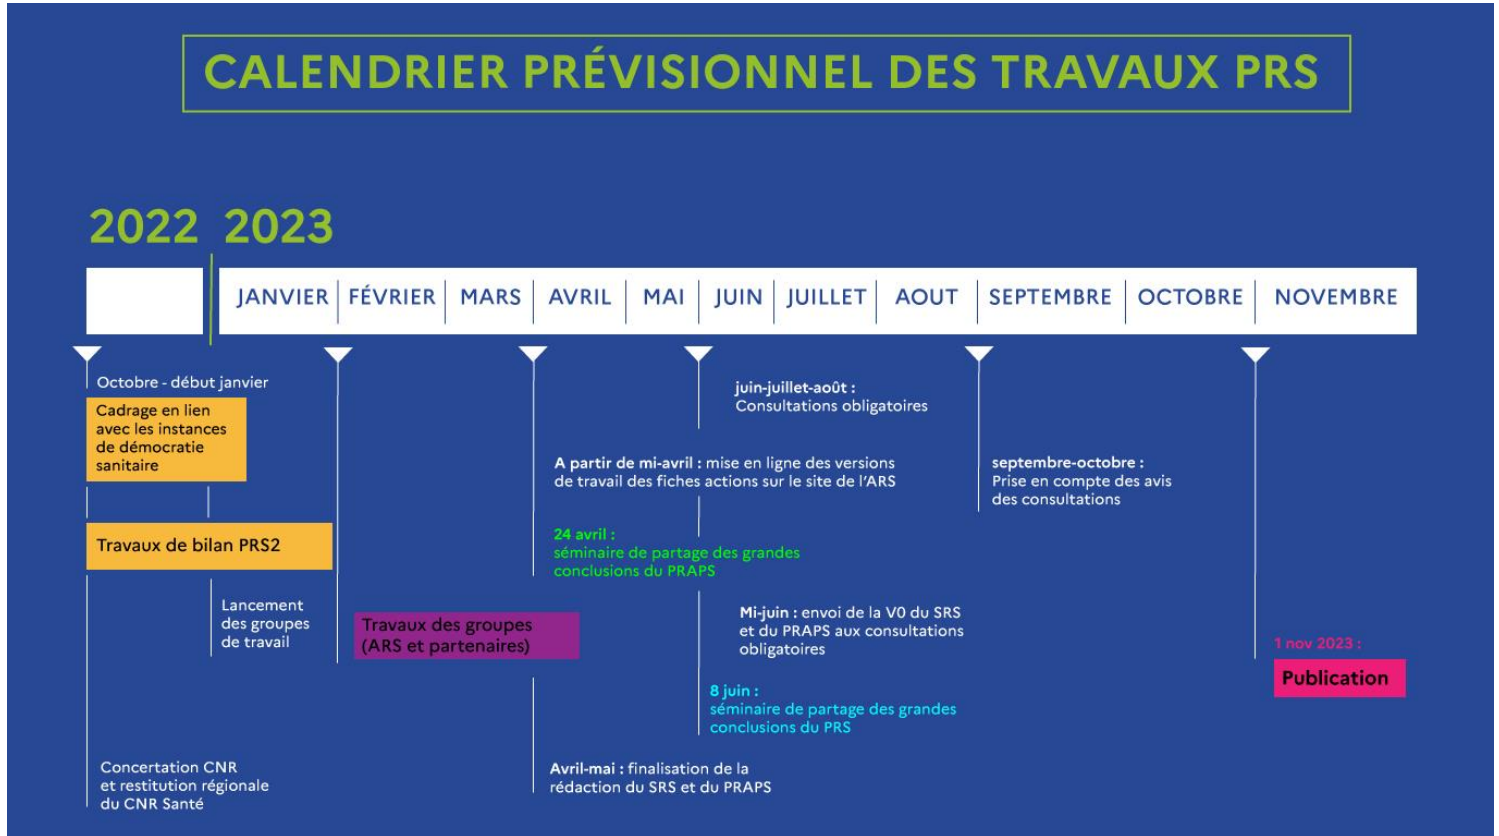 CALENDRIER PRÉVISIONNEL DES TRAVAUX PRS
2022 2023
JANVIER FÉVRIER MARS AVRIL MAI JUIN JUILLET AOUT SEPTEMBRE OCTOBRE NOVEMBRE
Octobre - début janvier
Cadrage en lien
avec les instances
de démocratie
sanitaire
Travaux de bilan PRS2
Lancement
des groupes
de travail
Concertation CNR
et restitution régionale
du CNR Santé
Travaux des groupes
(ARS et partenaires)
juin-juillet-août :
Consultations obligatoires
A partir de mi-avril : mise en ligne des versions
de travail des fiches actions sur le site de l'ARS
24 avril :
séminaire de partage des grandes
conclusions du PRAPS
Mi-juin : envoi de la V0 du SRS
et du PRAPS aux consultations
obligatoires
8 juin :
séminaire de partage des grandes
conclusions du PRS
Avril-mai : finalisation de la
rédaction du SRS et du PRAPS
septembre-octobre :
Prise en compte des avis
des consultations
1 nov 2023 :
Publication